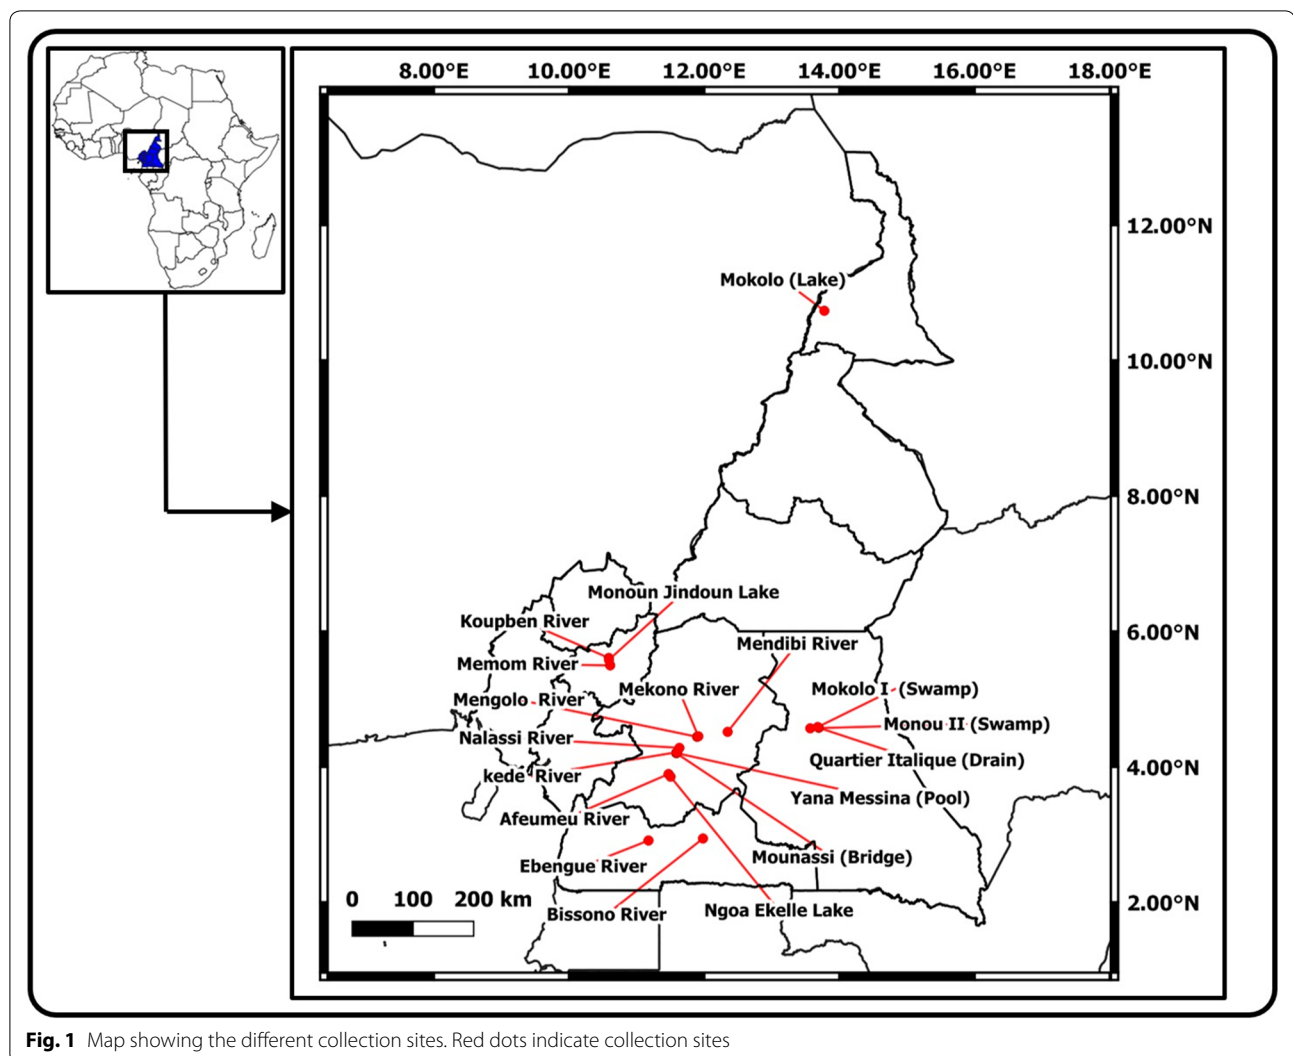 8.00°E 10.00°E 12.00°E 14.00°E 16.00°E 18.00°E
12.00°N
Mokolo (Lake)
10.00°N
8.00°N
Monoun Jindoun Lake
Koupben River
6.00°N
Mendibi River
Memom River
Mekono River
Mokolo I (Swamp)
Mengolo River
Monou II (Swamp)
Nalassi River
Quartier Italique (Drain)
4.00°N
kede River
Yana Messina (Pool)
Afeumeu River
Mounassi (Bridge)
Ebengue River
0 100 200 km
2.00°N
Bissono River
Ngoa Ekelle Lake
Fig. 1 Map showing the different collection sites. Red dots indicate collection sites